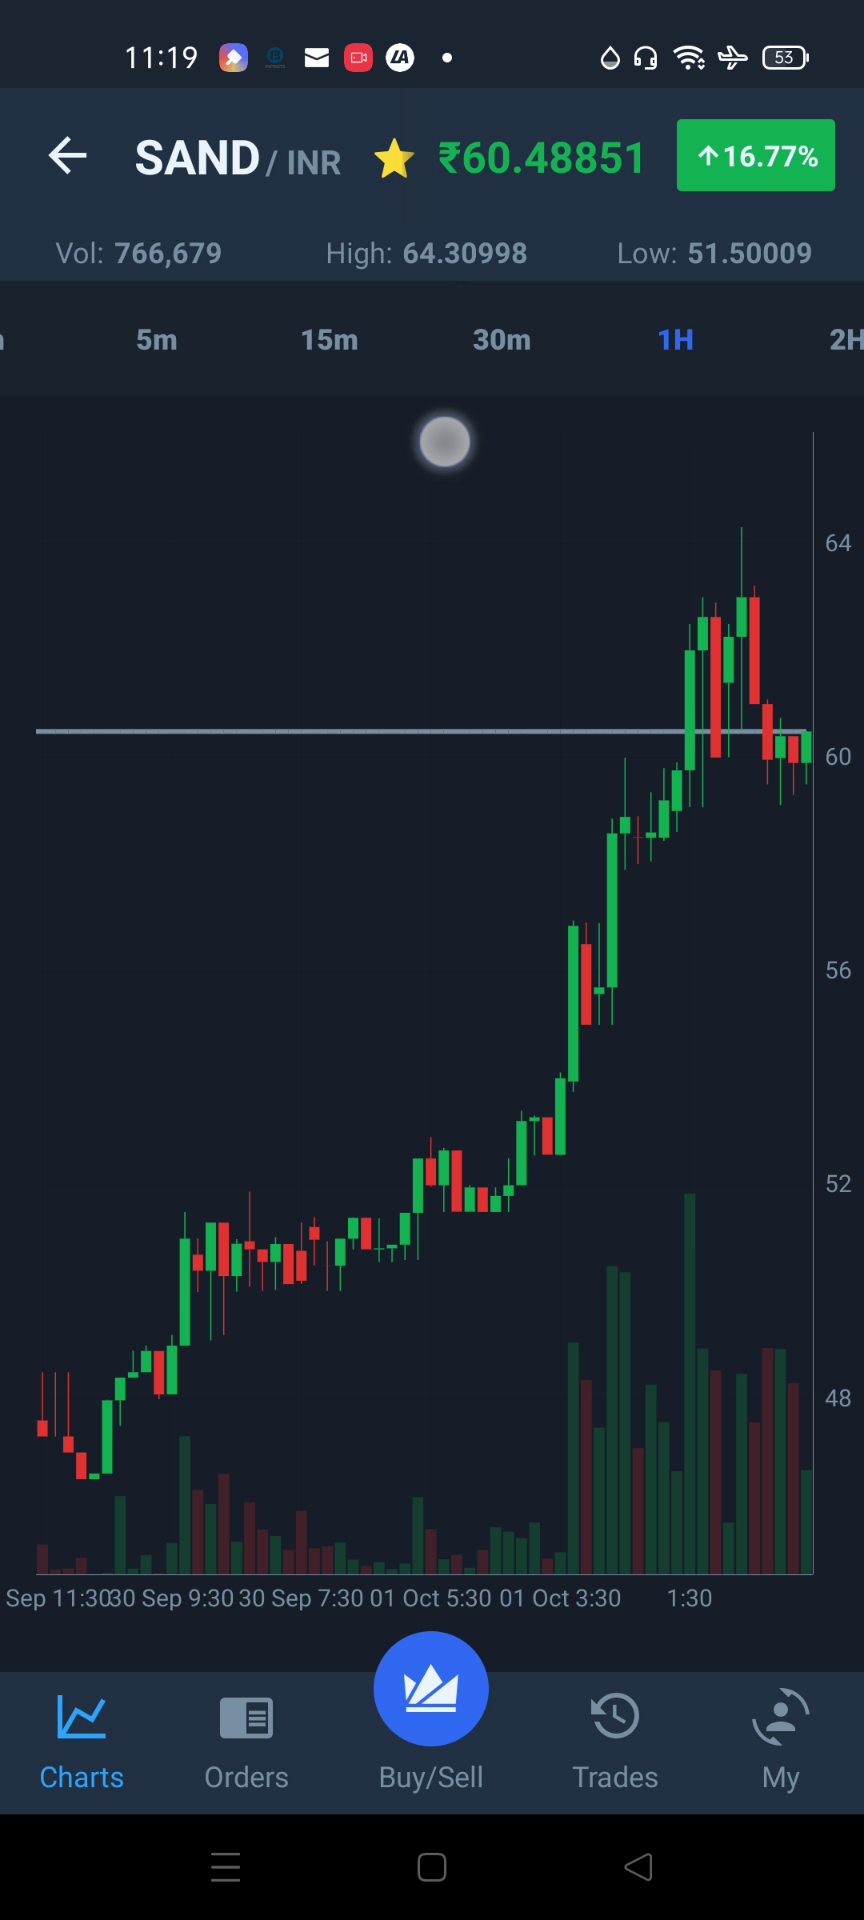 11:19 53
SAND / INR ₹60.48851 ↑16.77%
Vol: 766,679 High: 64.30998 Low: 51.50009
5m 15m 30m 1H 2H
64
60
56
52
48
Sep 11:30 30 Sep 9:30 30 Sep 7:30 01 Oct 5:30 01 Oct 3:30 1:30
Charts Orders Buy/Sell Trades My